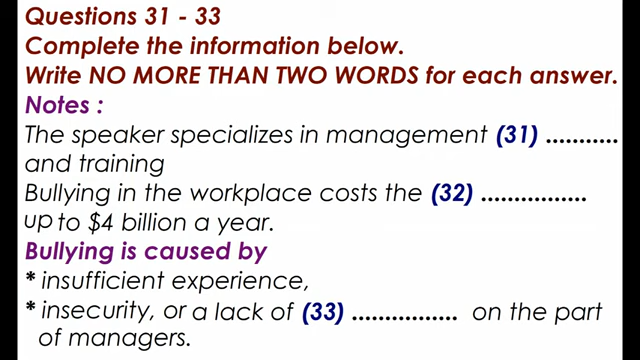 Questions 31 - 33
Complete the information below.
Write NO MORE THAN TWO WORDS for each answer.
Notes :
The speaker specializes in management (31) ...........
and training
Bullying in the workplace costs the (32) ................
up to $4 billion a year.
Bullying is caused by
* insufficient experience,
* insecurity, or a lack of (33) ................ on the part
of managers.